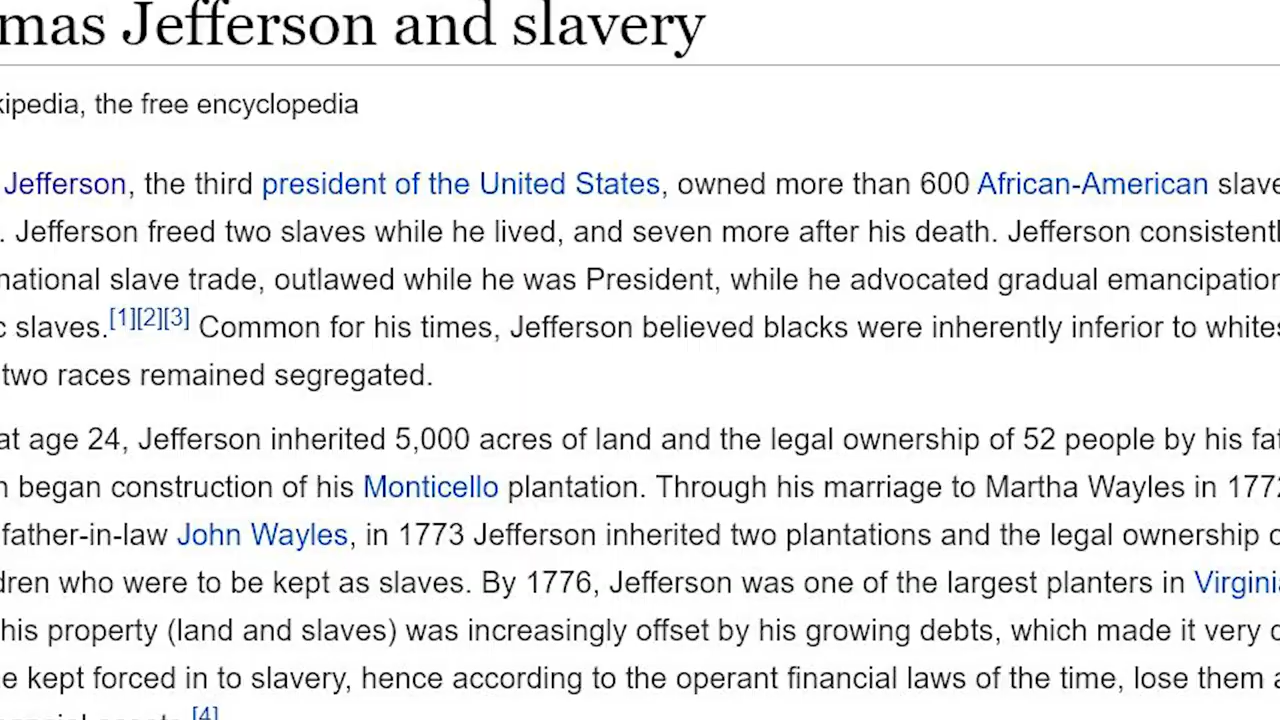 mas Jefferson and slavery
kipedia, the free encyclopedia
Jefferson, the third president of the United States, owned more than 600 African-American slave
. Jefferson freed two slaves while he lived, and seven more after his death. Jefferson consistentl
national slave trade, outlawed while he was President, while he advocated gradual emancipation
c slaves.[1][2][3] Common for his times, Jefferson believed blacks were inherently inferior to whites
two races remained segregated.
at age 24, Jefferson inherited 5,000 acres of land and the legal ownership of 52 people by his fat
n began construction of his Monticello plantation. Through his marriage to Martha Wayles in 1772
father-in-law John Wayles, in 1773 Jefferson inherited two plantations and the legal ownership o
dren who were to be kept as slaves. By 1776, Jefferson was one of the largest planters in Virginia
his property (land and slaves) was increasingly offset by his growing debts, which made it very d
e kept forced in to slavery, hence according to the operant financial laws of the time, lose them a
[4]